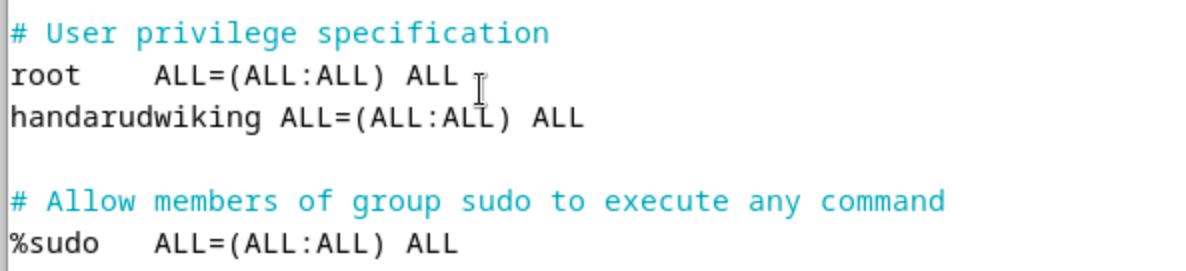 # User privilege specification
root    ALL=(ALL:ALL) ALL
handarudwiking ALL=(ALL:ALL) ALL
# Allow members of group sudo to execute any command
%sudo   ALL=(ALL:ALL) ALL